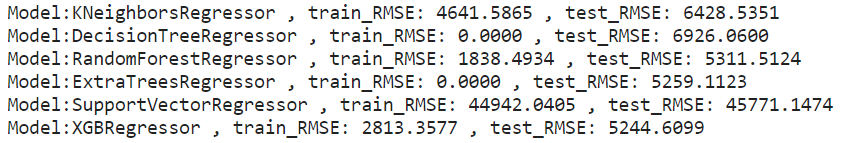 Model:KNeighborsRegressor , train_RMSE: 4641.5865 , test_RMSE: 6428.5351
Model:DecisionTreeRegressor , train_RMSE: 0.0000 , test_RMSE: 6926.0600
Model:RandomForestRegressor , train_RMSE: 1838.4934 , test_RMSE: 5311.5124
Model:ExtraTreesRegressor , train_RMSE: 0.0000 , test_RMSE: 5259.1123
Model:SupportVectorRegressor , train_RMSE: 44942.0405 , test_RMSE: 45771.1474
Model:XGBRegressor , train_RMSE: 2813.3577 , test_RMSE: 5244.6099